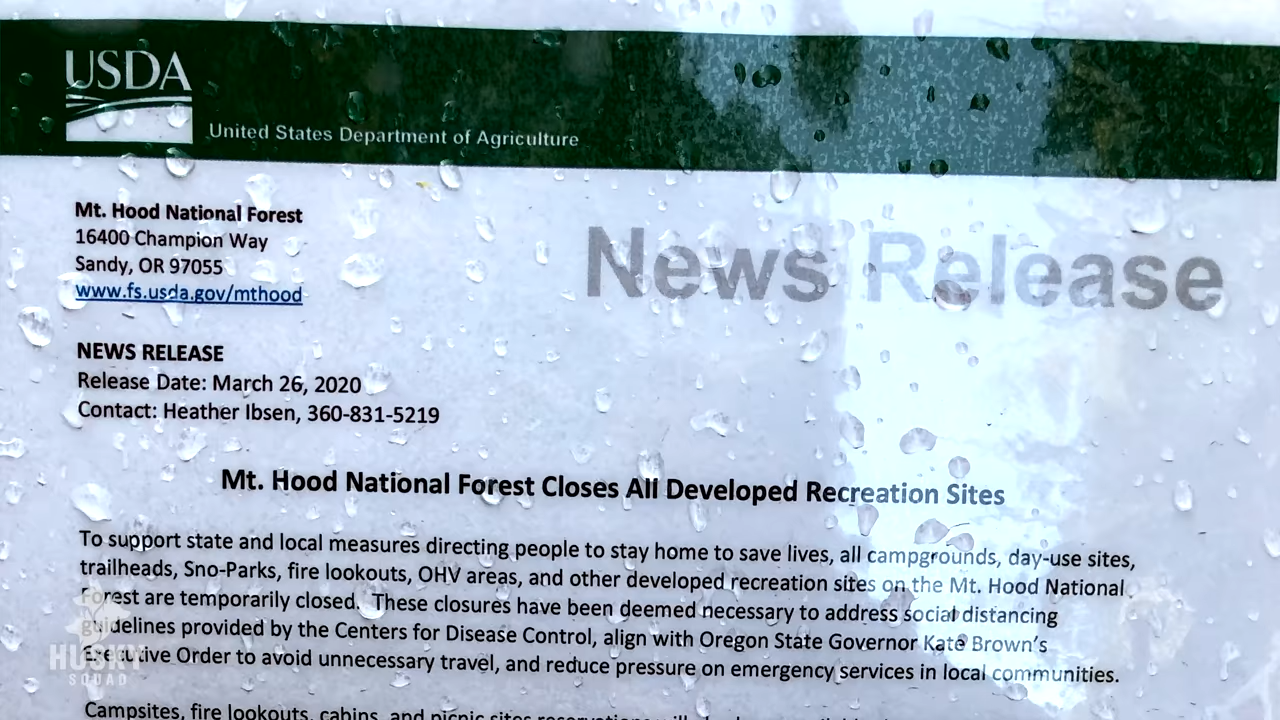 USDA
United States Department of Agriculture
Mt. Hood National Forest
16400 Champion Way
Sandy, OR 97055
www.fs.usda.gov/mthood
News Release
NEWS RELEASE
Release Date: March 26, 2020
Contact: Heather Ibsen, 360-831-5219
Mt. Hood National Forest Closes All Developed Recreation Sites
To support state and local measures directing people to stay home to save lives, all campgrounds, day-use sites,
trailheads, Sno-Parks, fire lookouts, OHV areas, and other developed recreation sites on the Mt. Hood National
Forest are temporarily closed. These closures have been deemed necessary to address social distancing
guidelines provided by the Centers for Disease Control, align with Oregon State Governor Kate Brown's
Executive Order to avoid unnecessary travel, and reduce pressure on emergency services in local communities.
Campsites, fire lookouts, cabins, and picnic sites
HUSKY
SQUAD